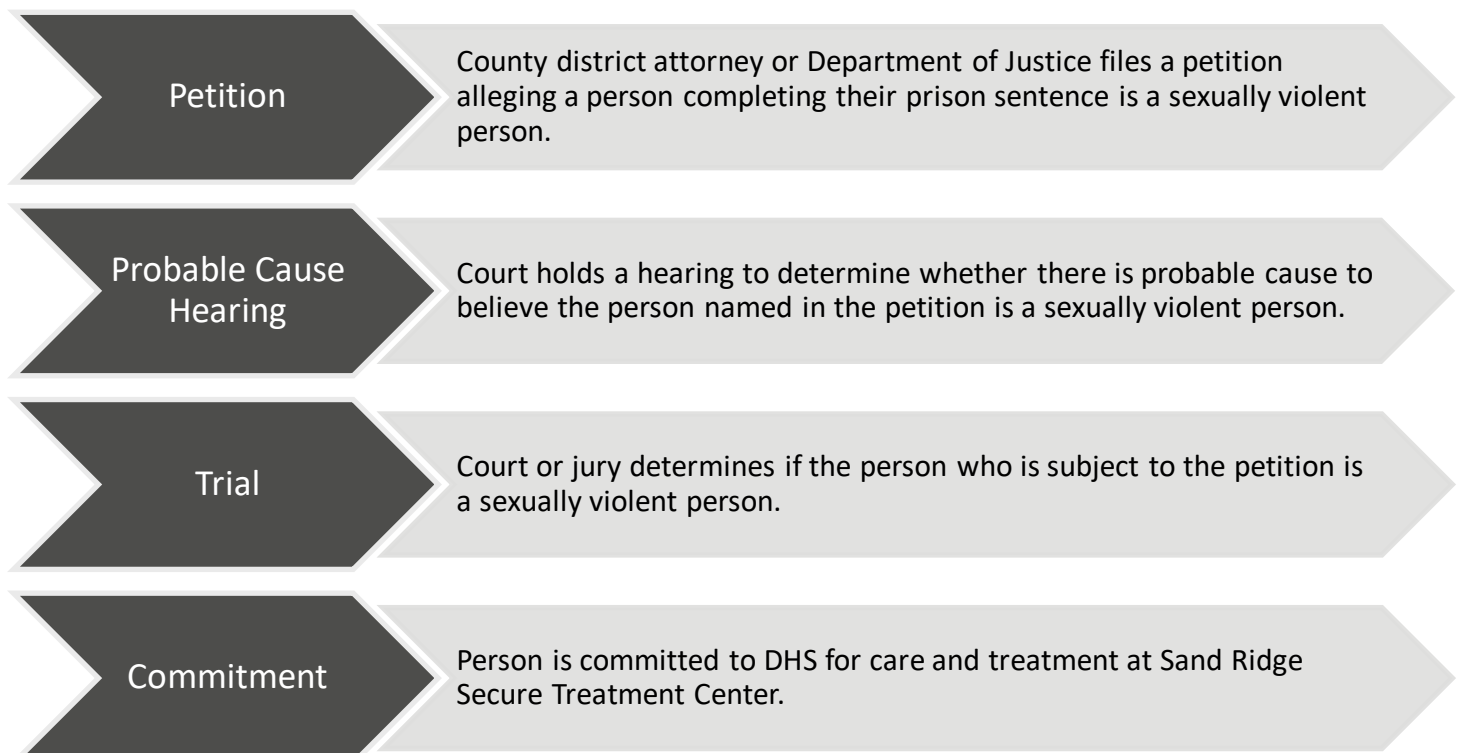 Petition
County district attorney or Department of Justice files a petition
alleging a person completing their prison sentence is a sexually violent
person.
Probable Cause
Hearing
Court holds a hearing to determine whether there is probable cause to
believe the person named in the petition is a sexually violent person.
Trial
Court or jury determines if the person who is subject to the petition is
a sexually violent person.
Commitment
Person is committed to DHS for care and treatment at Sand Ridge
Secure Treatment Center.